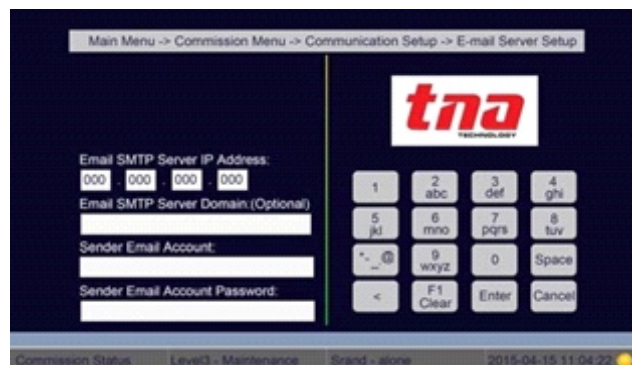 Main Menu -> Commission Menu -> Communication Setup -> E-mail Server Setup
tna
TECHNOLOGY
Email SMTP Server IP Address:
000 . 000 . 000 . 000
Email SMTP Server Domain:(Optional)
Sender Email Account:
Sender Email Account Password:
1
2
abc
3
def
4
ghi
5
jkl
6
mno
7
pqrs
8
tuv
*-_@
9
wxyz
0
Space
<
F1
Clear
Enter
Cancel
Commission Status
Level3 - Maintenance
Srand - alone
2015-04-15 11:04:22